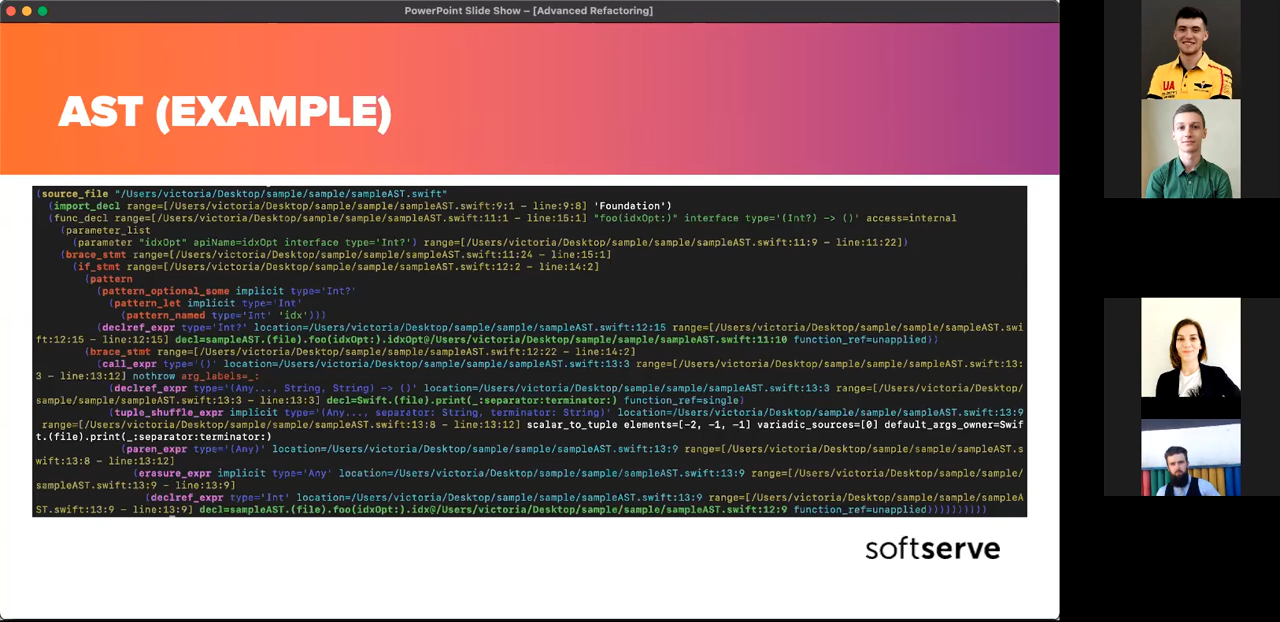 PowerPoint Slide Show – [Advanced Refactoring]
AST (EXAMPLE)
(source_file "/Users/victoria/Desktop/sample/sample/sampleAST.swift"
(import_decl range=[/Users/victoria/Desktop/sample/sample/sampleAST.swift:9:1 - line:9:8] 'Foundation')
(func_decl range=[/Users/victoria/Desktop/sample/sample/sampleAST.swift:11:1 - line:15:1] "foo(idxOpt:)" interface type='(Int?) -> ()' access=internal
(parameter_list
(parameter "idxOpt" apiName=idxOpt interface type='Int?') range=[/Users/victoria/Desktop/sample/sample/sampleAST.swift:11:9 - line:11:22])
(brace_stmt range=[/Users/victoria/Desktop/sample/sample/sampleAST.swift:11:24 - line:15:1]
(if_stmt range=[/Users/victoria/Desktop/sample/sample/sampleAST.swift:12:2 - line:14:2]
(pattern
(pattern_optional_some implicit type='Int?'
(pattern_let implicit type='Int'
(pattern_named type='Int' 'idx')))
(declref_expr type='Int?' location=/Users/victoria/Desktop/sample/sample/sampleAST.swift:12:15 range=[/Users/victoria/Desktop/sample/sample/sampleAST.swi
ft:12:15 - line:12:15] decl=sampleAST.(file).foo(idxOpt:).idxOpt@/Users/victoria/Desktop/sample/sample/sampleAST.swift:11:10 function_ref=unapplied))
(brace_stmt range=[/Users/victoria/Desktop/sample/sample/sampleAST.swift:12:22 - line:14:2]
(call_expr type='()' location=/Users/victoria/Desktop/sample/sample/sampleAST.swift:13:3 range=[/Users/victoria/Desktop/sample/sample/sampleAST.swift:13:
3 - line:13:12] nothrow arg_labels=_:
(declref_expr type='(Any..., String, String) -> ()' location=/Users/victoria/Desktop/sample/sample/sampleAST.swift:13:3 range=[/Users/victoria/Desktop/
sample/sample/sampleAST.swift:13:3 - line:13:3] decl=Swift.(file).print(_:separator:terminator:) function_ref=single)
(tuple_shuffle_expr implicit type='(Any..., separator: String, terminator: String)' location=/Users/victoria/Desktop/sample/sample/sampleAST.swift:13:9
range=[/Users/victoria/Desktop/sample/sample/sampleAST.swift:13:8 - line:13:12] scalar_to_tuple elements=[-2, -1, -1] variadic_sources=[0] default_args_owner=Swif
t.(file).print(_:separator:terminator:)
(paren_expr type='(Any)' location=/Users/victoria/Desktop/sample/sample/sampleAST.swift:13:9 range=[/Users/victoria/Desktop/sample/sample/sampleAST.s
wift:13:8 - line:13:12]
(erasure_expr implicit type='Any' location=/Users/victoria/Desktop/sample/sample/sampleAST.swift:13:9 range=[/Users/victoria/Desktop/sample/sample/
sampleAST.swift:13:9 - line:13:9]
(declref_expr type='Int' location=/Users/victoria/Desktop/sample/sample/sampleAST.swift:13:9 range=[/Users/victoria/Desktop/sample/sample/sampleA
ST.swift:13:9 - line:13:9] decl=sampleAST.(file).foo(idxOpt:).idx@/Users/victoria/Desktop/sample/sample/sampleAST.swift:12:9 function_ref=unapplied))))))))))
softserve
UA